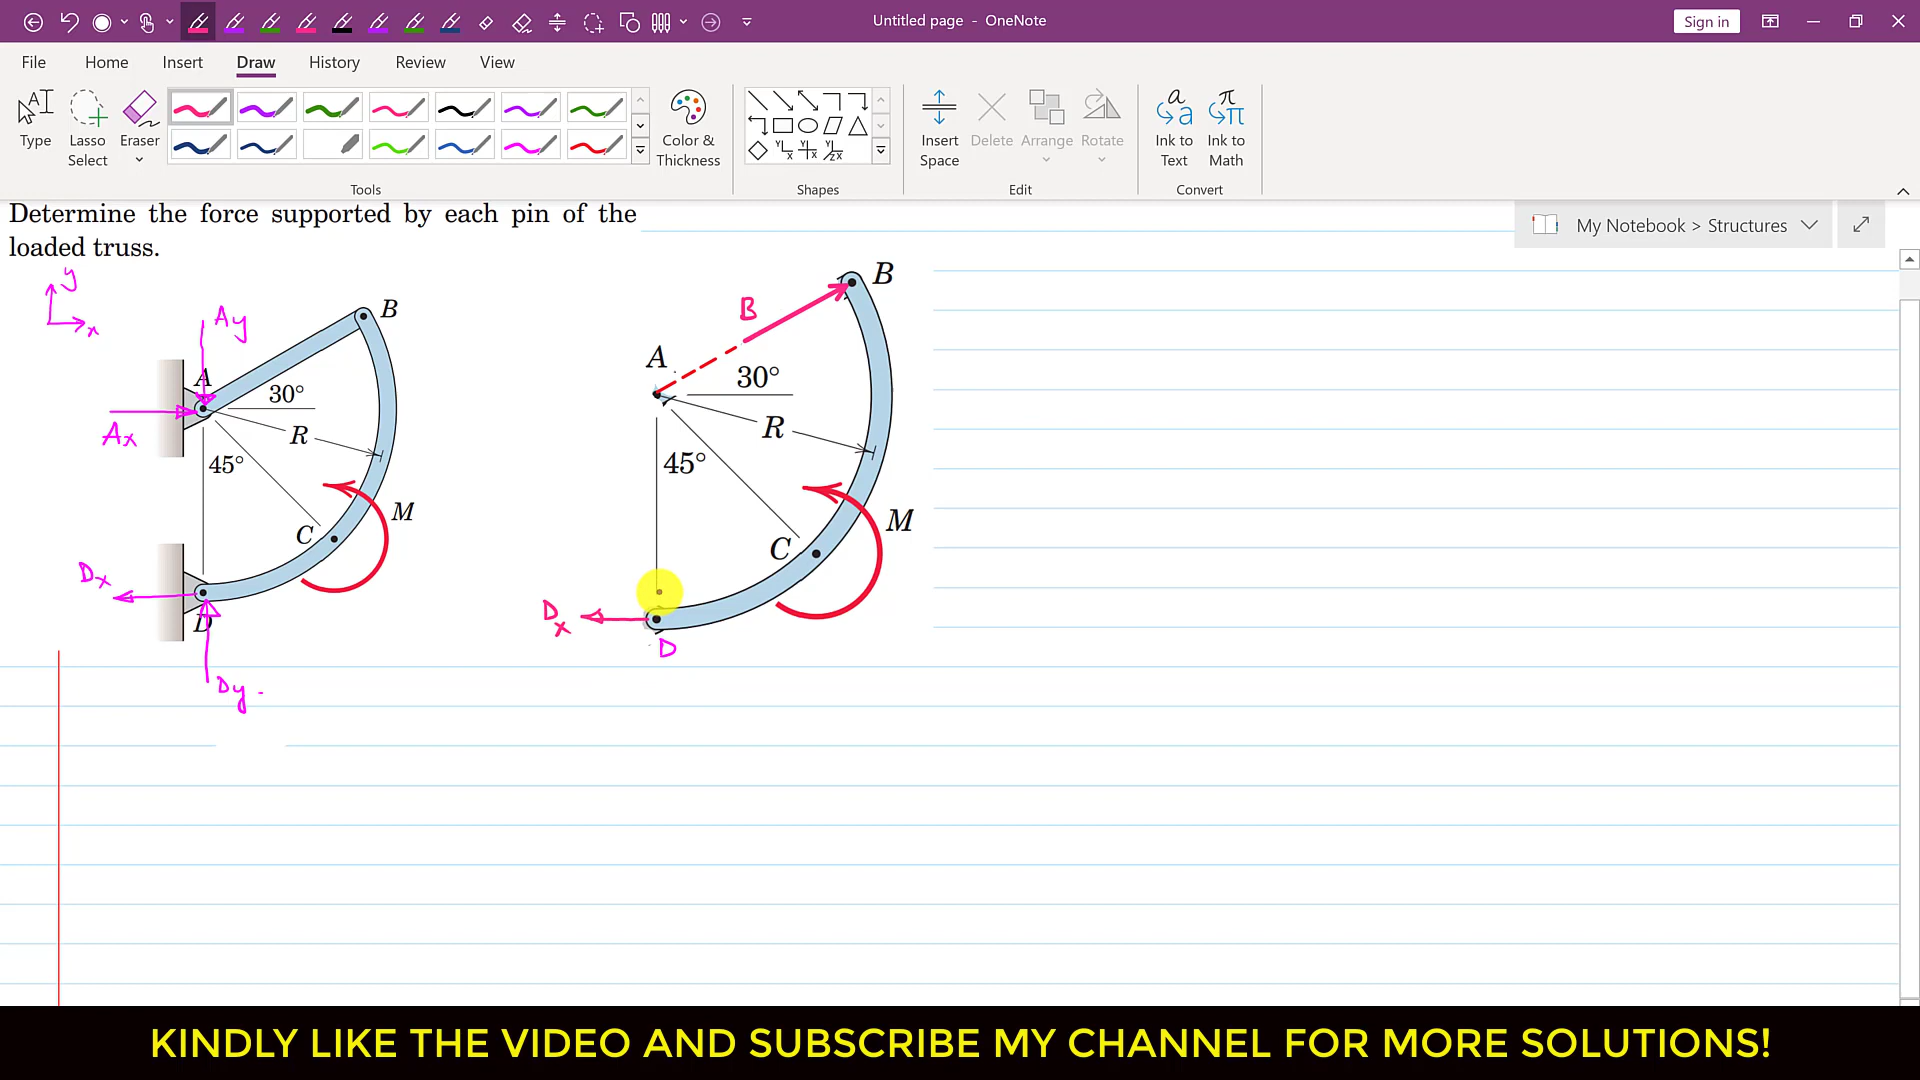 Untitled page - OneNote
Sign in
File Home Insert Draw History Review View
Type
Lasso Select
Eraser
Color & Thickness
Insert Space
Delete
Arrange
Rotate
Ink to Text
Ink to Math
Tools
Shapes
Edit
Convert
My Notebook > Structures
Determine the force supported by each pin of the
loaded truss.
y
x
Ay
A
B
30°
Ax
R
45°
C
M
Dx
D
Dy
B
B
A
30°
R
45°
C
M
Dx
D
KINDLY LIKE THE VIDEO AND SUBSCRIBE MY CHANNEL FOR MORE SOLUTIONS!